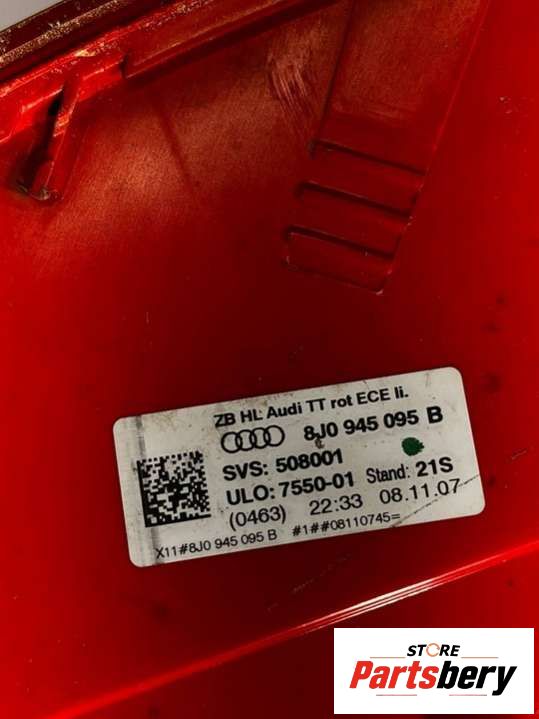 ZB HL Audi TT rot ECE li.
8J0 945 095 B
SVS: 508001
ULO: 7550-01 Stand: 21S
(0463) 22:33 08.11.07
X11#8J0 945 095 B #1##08110745=
STORE
Partsbery